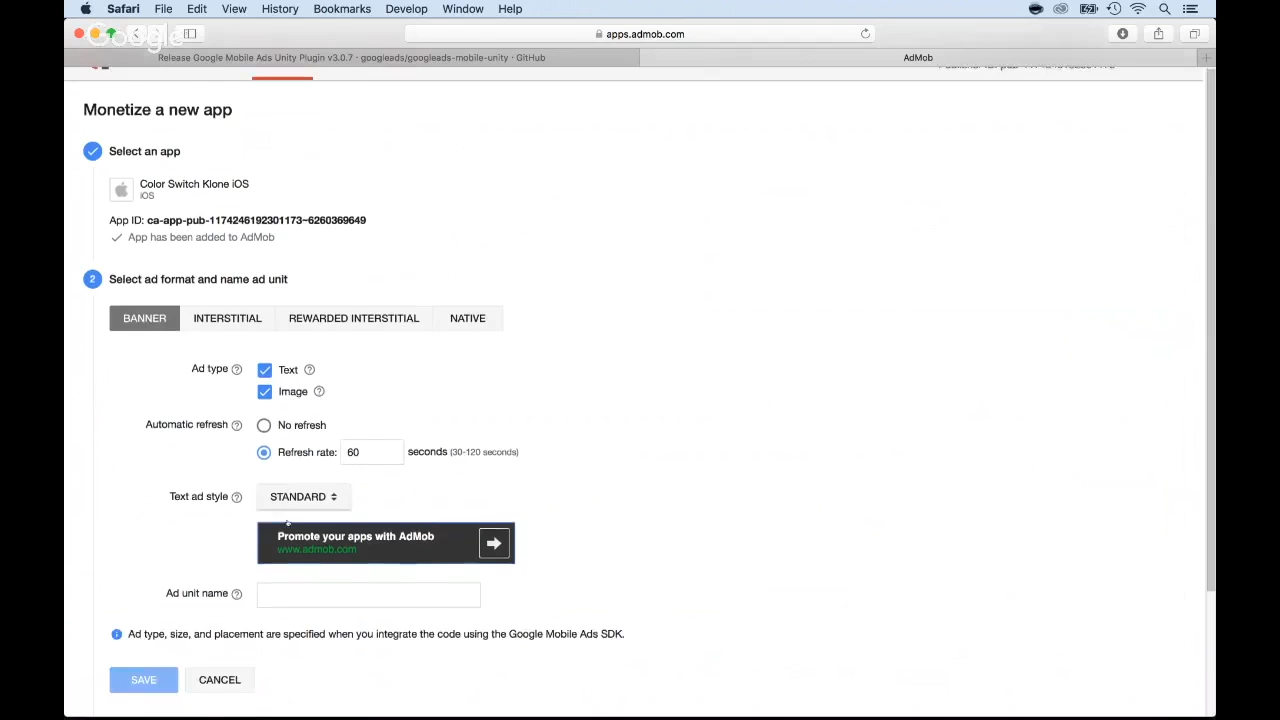 Safari File Edit View History Bookmarks Develop Window Help
Google
apps.admob.com
Release Google Mobile Ads Unity Plugin v3.0.7 · googleads/googleads-mobile-unity · GitHub
AdMob
Monetize a new app
Select an app
Color Switch Klone iOS
iOS
App ID: ca-app-pub-1174246192301173~6260369649
App has been added to AdMob
2 Select ad format and name ad unit
BANNER INTERSTITIAL REWARDED INTERSTITIAL NATIVE
Ad type ? Text ?
Image ?
Automatic refresh ? No refresh
Refresh rate: 60 seconds (30-120 seconds)
Text ad style ? STANDARD
Promote your apps with AdMob
www.admob.com
Ad unit name ?
Ad type, size, and placement are specified when you integrate the code using the Google Mobile Ads SDK.
SAVE CANCEL